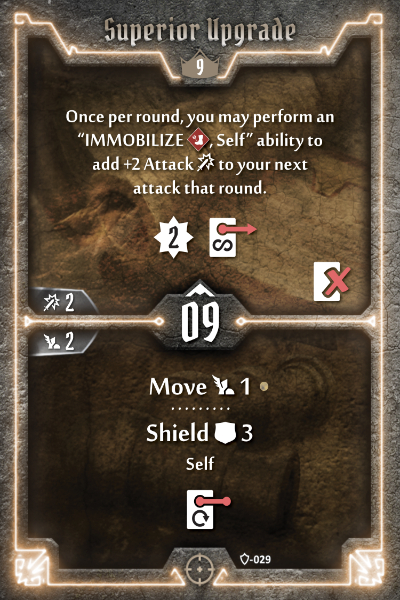 Superior Upgrade
9
Once per round, you may perform an
“IMMOBILIZE , Self” ability to
add +2 Attack to your next
attack that round.
2
2
09
2
Move 1
Shield 3
Self
-029